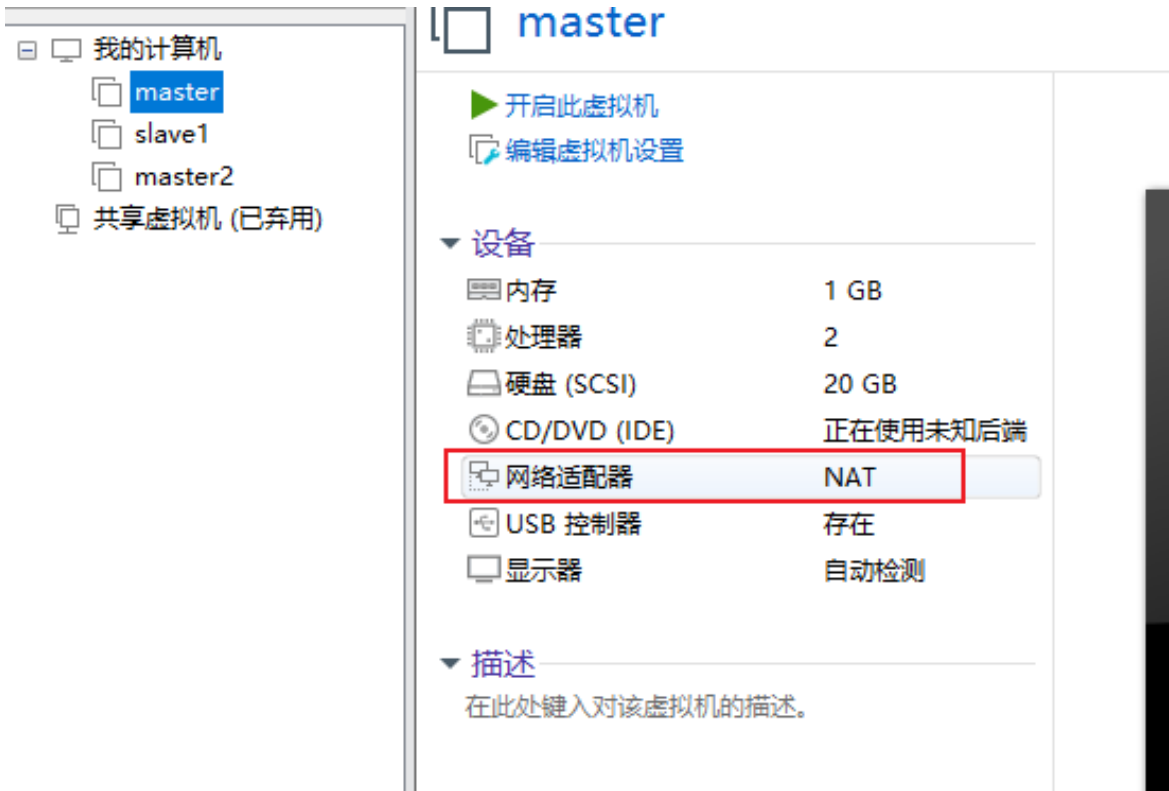 我的计算机
master
slave1
master2
共享虚拟机 (已弃用)
master
开启此虚拟机
编辑虚拟机设置
设备
内存 1 GB
处理器 2
硬盘 (SCSI) 20 GB
CD/DVD (IDE) 正在使用未知后端
网络适配器 NAT
USB 控制器 存在
显示器 自动检测
描述
在此处键入对该虚拟机的描述。